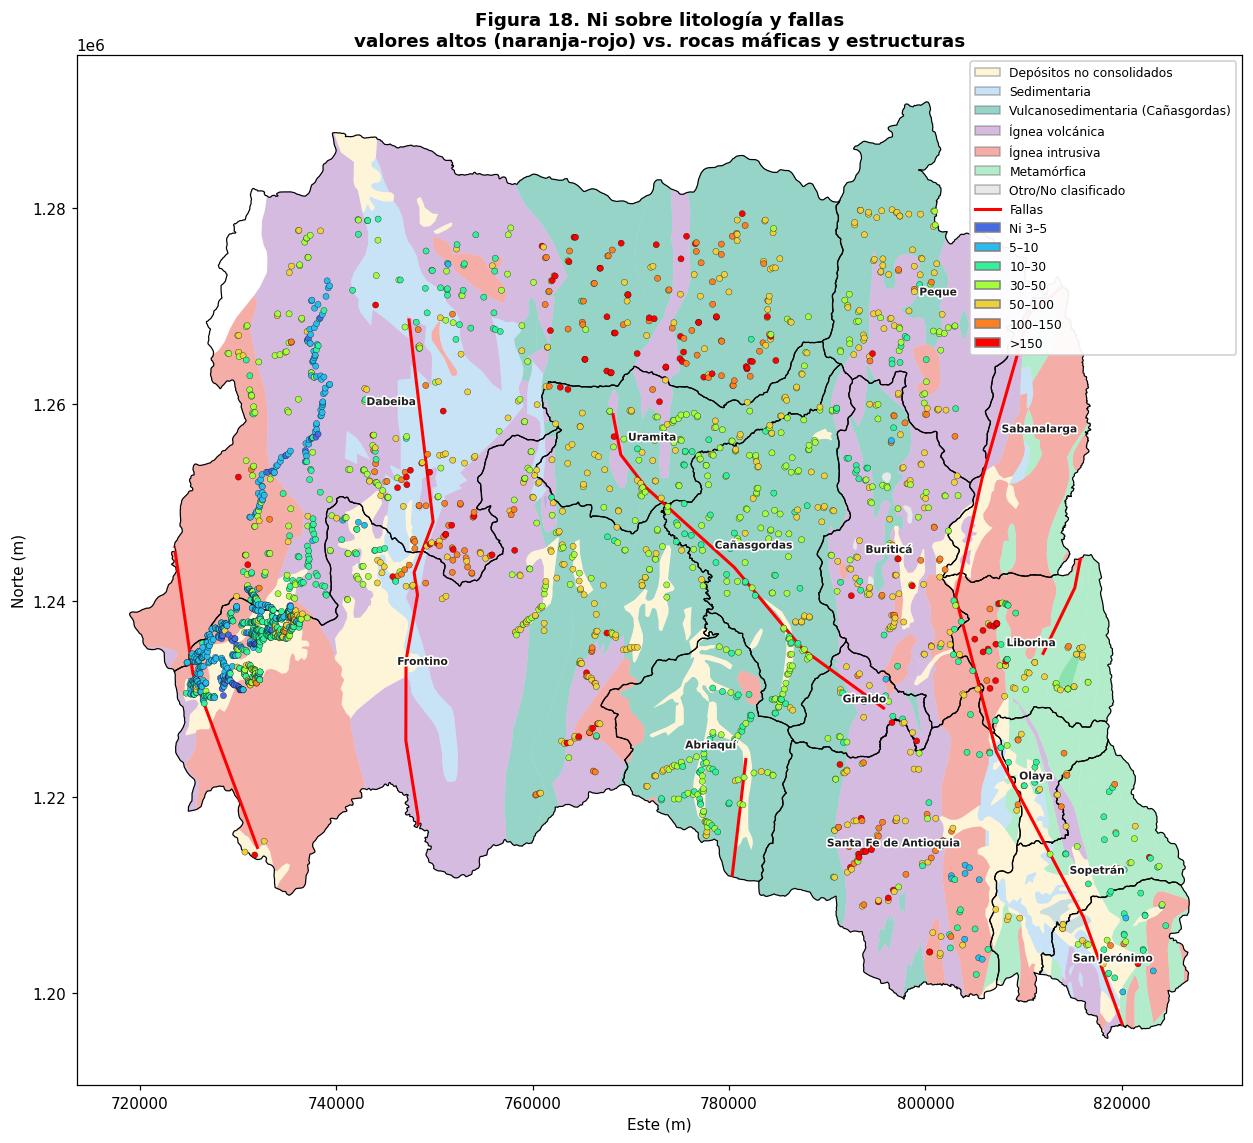 Figura 18. Ni sobre litología y fallas
valores altos (naranja-rojo) vs. rocas máficas y estructuras
1e6
Depósitos no consolidados
Sedimentaria
Vulcanosedimentaria (Cañasgordas)
Ígnea volcánica
Ígnea intrusiva
Metamórfica
Otro/No clasificado
Fallas
Ni 3–5
5–10
10–30
30–50
50–100
100–150
>150
1.28
1.26
1.24
1.22
1.20
Norte (m)
Peque
Dabeiba
Uramita
Sabanalarga
Cañasgordas
Buriticá
Liborina
Frontino
Giraldo
Abriaquí
Olaya
Santa Fe de Antioquia
Sopetrán
San Jerónimo
720000
740000
760000
780000
800000
820000
Este (m)